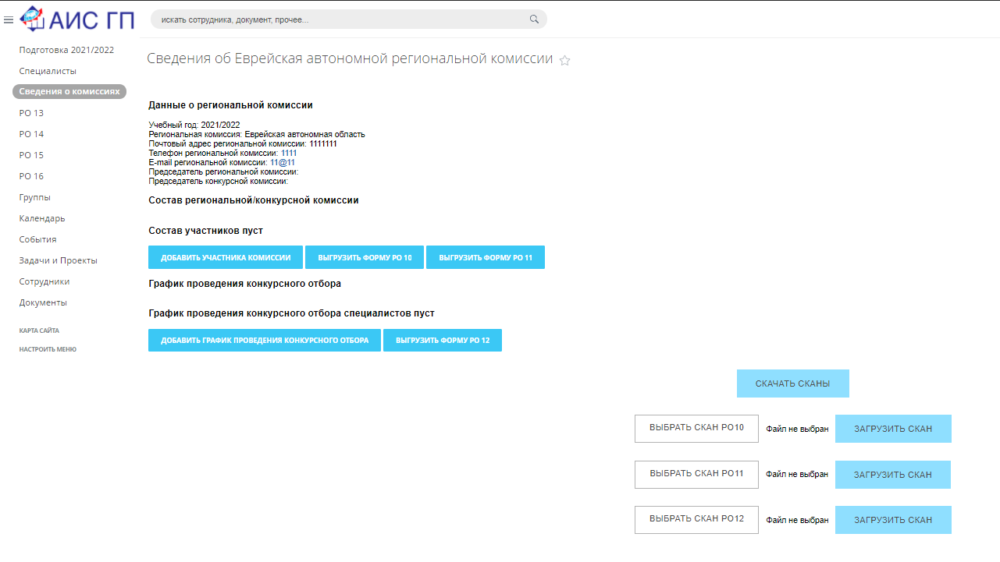 АИС ГП
искать сотрудника, документ, прочее...
Подготовка 2021/2022
Специалисты
Сведения о комиссиях
РО 13
РО 14
РО 15
РО 16
Группы
Календарь
События
Задачи и Проекты
Сотрудники
Документы
КАРТА САЙТА
НАСТРОИТЬ МЕНЮ
Сведения об Еврейская автономной региональной комиссии
Данные о региональной комиссии
Учебный год: 2021/2022
Региональная комиссия: Еврейская автономная область
Почтовый адрес региональной комиссии: 1111111
Телефон региональной комиссии: 1111
E-mail региональной комиссии: 11@11
Председатель региональной комиссии:
Председатель конкурсной комиссии:
Состав региональной/конкурсной комиссии
Состав участников пуст
ДОБАВИТЬ УЧАСТНИКА КОМИССИИ ВЫГРУЗИТЬ ФОРМУ РО 10 ВЫГРУЗИТЬ ФОРМУ РО 11
График проведения конкурсного отбора
График проведения конкурсного отбора специалистов пуст
ДОБАВИТЬ ГРАФИК ПРОВЕДЕНИЯ КОНКУРСНОГО ОТБОРА ВЫГРУЗИТЬ ФОРМУ РО 12
СКАЧАТЬ СКАНЫ
ВЫБРАТЬ СКАН РО10 Файл не выбран ЗАГРУЗИТЬ СКАН
ВЫБРАТЬ СКАН РО11 Файл не выбран ЗАГРУЗИТЬ СКАН
ВЫБРАТЬ СКАН РО12 Файл не выбран ЗАГРУЗИТЬ СКАН